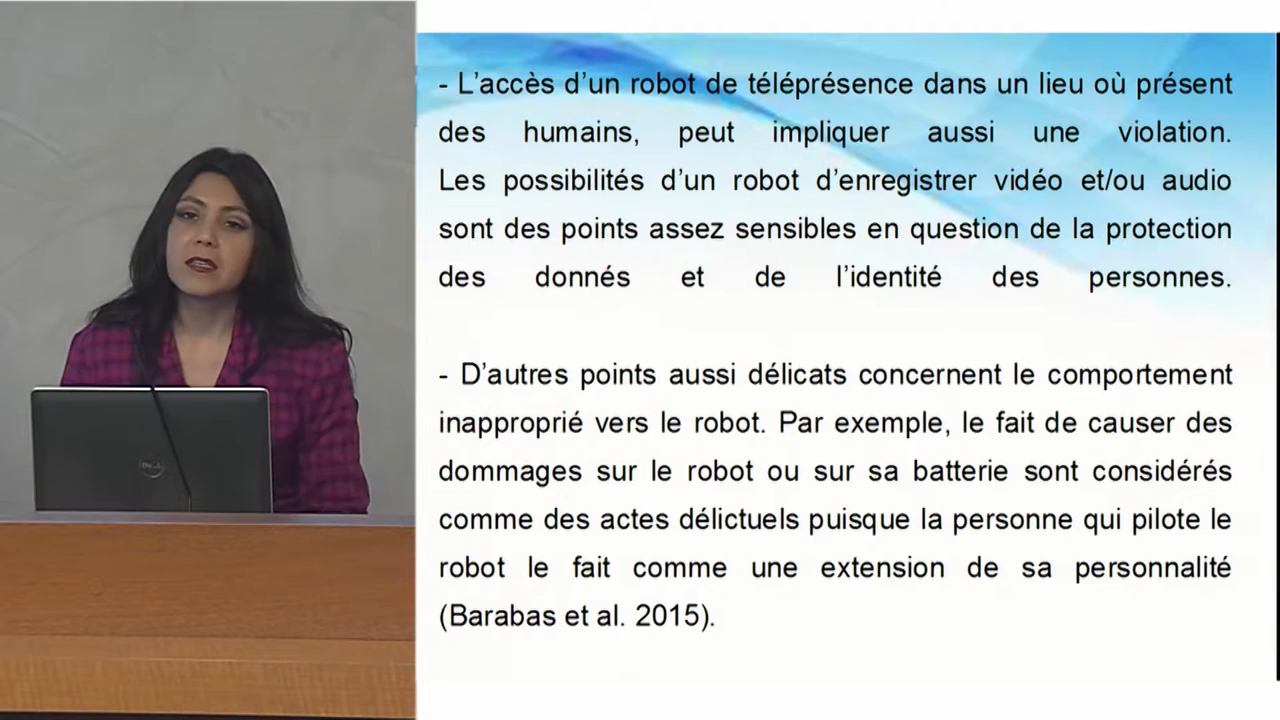 - L’accès d’un robot de téléprésence dans un lieu où présent
des humains, peut impliquer aussi une violation.
Les possibilités d’un robot d’enregistrer vidéo et/ou audio
sont des points assez sensibles en question de la protection
des donnés et de l’identité des personnes.
- D’autres points aussi délicats concernent le comportement
inapproprié vers le robot. Par exemple, le fait de causer des
dommages sur le robot ou sur sa batterie sont considérés
comme des actes délictuels puisque la personne qui pilote le
robot le fait comme une extension de sa personnalité
(Barabas et al. 2015).
DELL